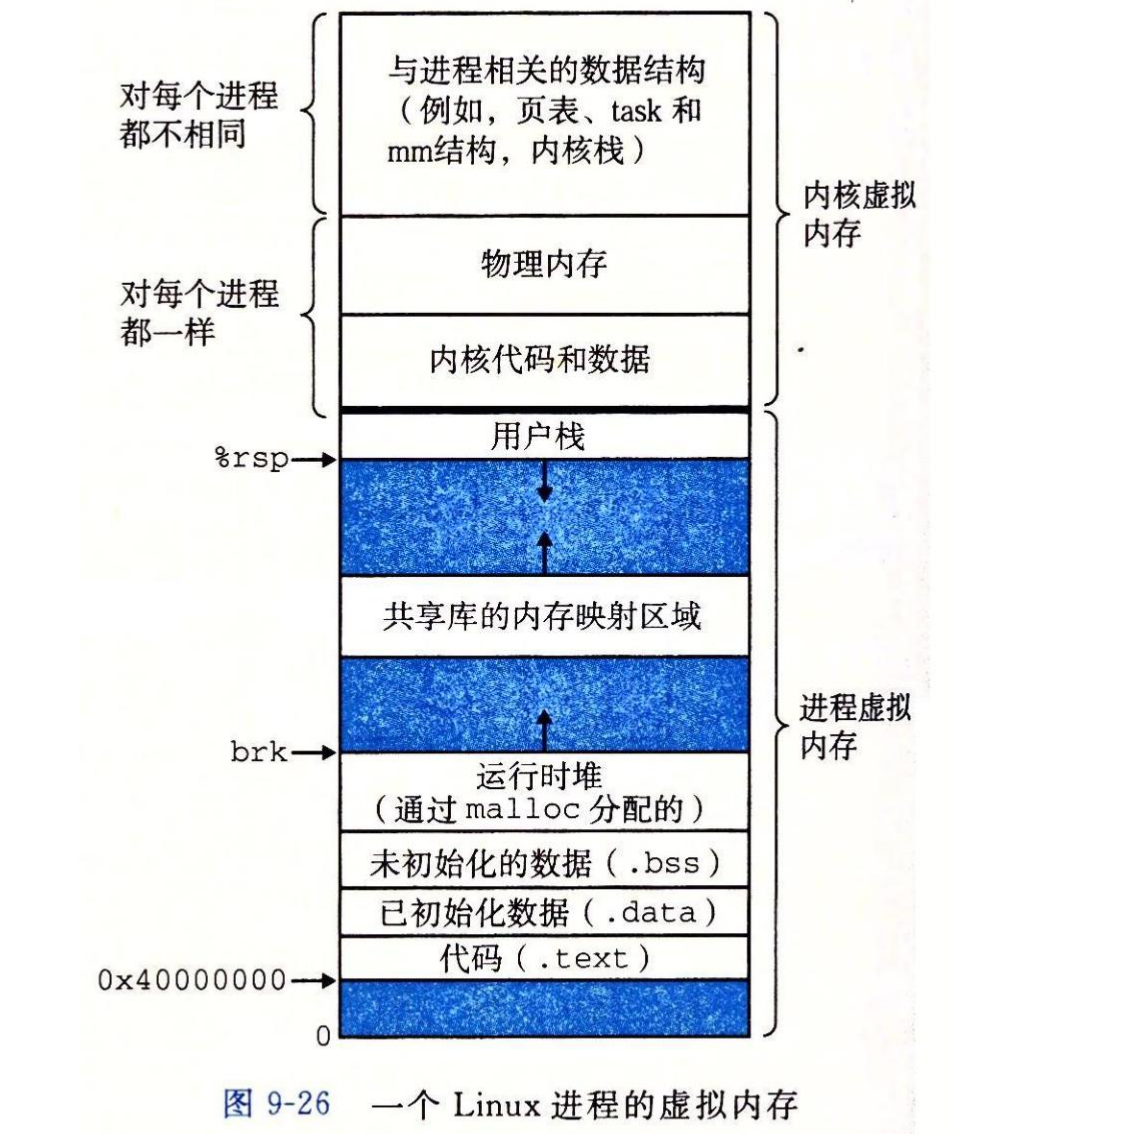 与进程相关的数据结构
（例如，页表、task 和
mm结构，内核栈）
对每个进程
都不相同
内核虚拟
内存
物理内存
对每个进程
都一样
内核代码和数据
用户栈
%rsp
共享库的内存映射区域
进程虚拟
内存
brk
运行时堆
（通过 malloc 分配的）
未初始化的数据（.bss）
已初始化数据（.data）
代码（.text）
0x40000000
0
图 9-26 一个 Linux 进程的虚拟内存